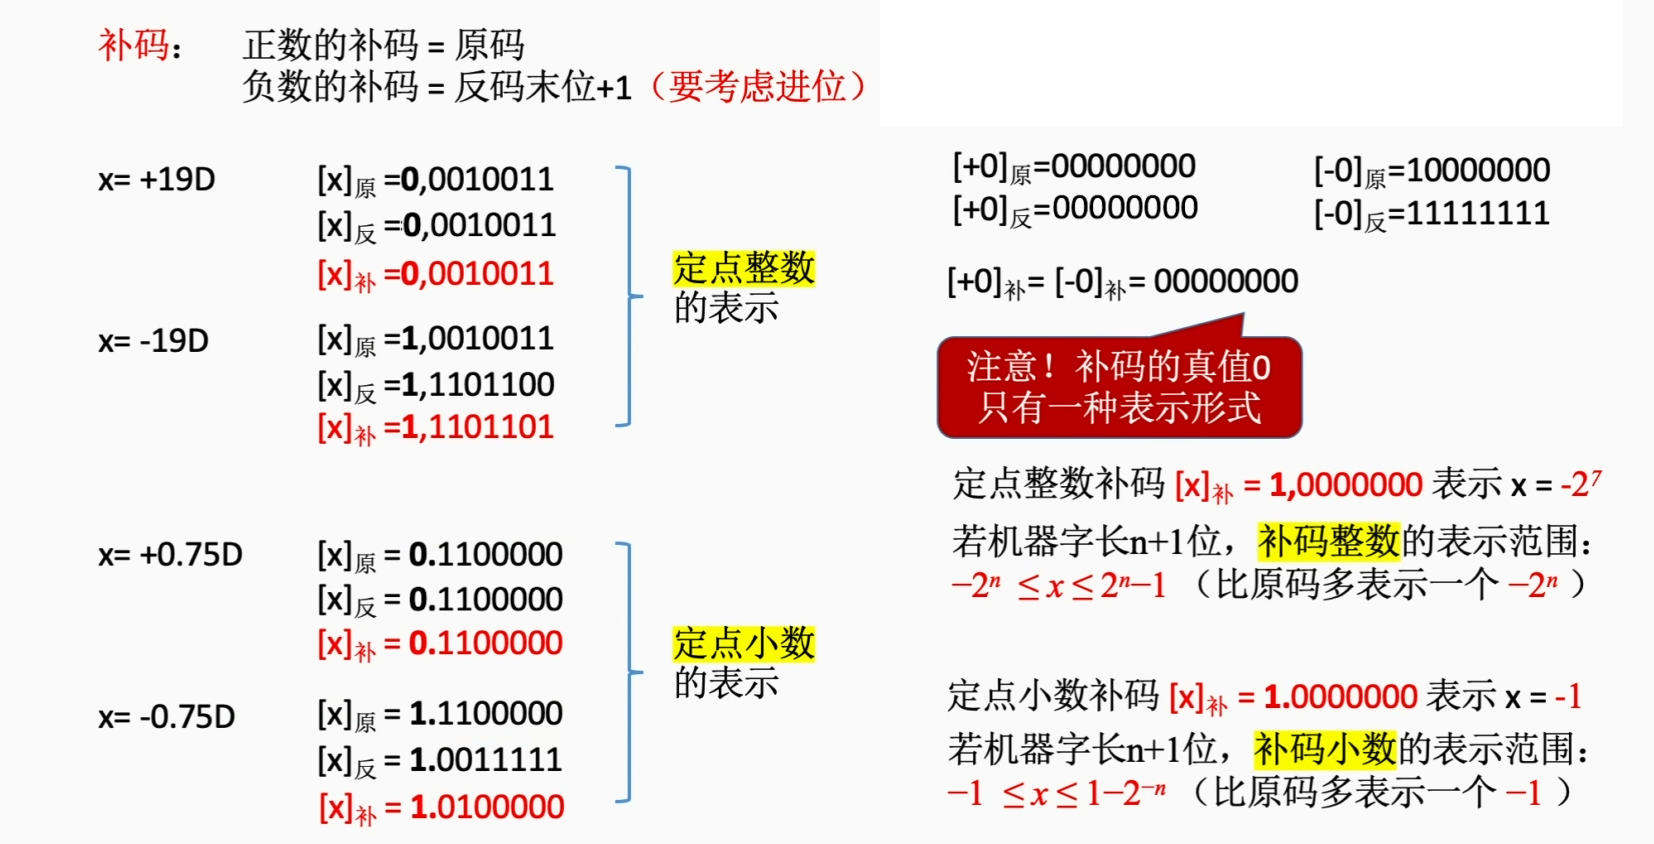 补码： 正数的补码 = 原码
负数的补码 = 反码末位+1（要考虑进位）
x= +19D [x]原 =0,0010011
[x]反 =0,0010011
[x]补 =0,0010011
x= -19D [x]原 =1,0010011
[x]反 =1,1101100
[x]补 =1,1101101
定点整数
的表示
x= +0.75D [x]原 = 0.1100000
[x]反 = 0.1100000
[x]补 = 0.1100000
x= -0.75D [x]原 = 1.1100000
[x]反 = 1.0011111
[x]补 = 1.0100000
定点小数
的表示
[+0]原=00000000 [-0]原=10000000
[+0]反=00000000 [-0]反=11111111
[+0]补= [-0]补= 00000000
注意！补码的真值0
只有一种表示形式
定点整数补码 [x]补 = 1,0000000 表示 x = -2⁷
若机器字长n+1位，补码整数的表示范围：
−2ⁿ ≤ x ≤ 2ⁿ−1 （比原码多表示一个 −2ⁿ ）
定点小数补码 [x]补 = 1.0000000 表示 x = -1
若机器字长n+1位，补码小数的表示范围：
−1 ≤ x ≤ 1−2⁻ⁿ （比原码多表示一个 −1 ）